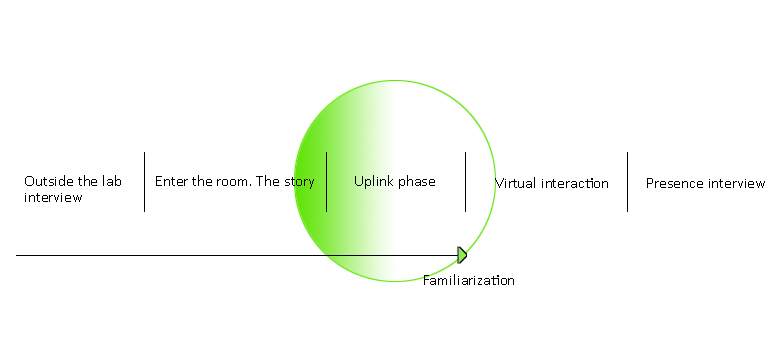 Outside the lab
interview
Enter the room. The story
Uplink phase
Virtual interaction
Presence interview
Familiarization